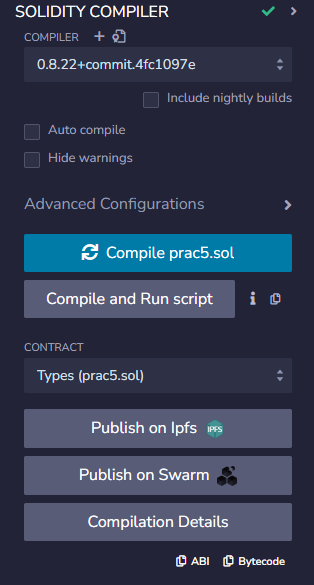 SOLIDITY COMPILER
COMPILER
0.8.22+commit.4fc1097e
Include nightly builds
Auto compile
Hide warnings
Advanced Configurations
Compile prac5.sol
Compile and Run script
CONTRACT
Types (prac5.sol)
Publish on Ipfs IPFS
Publish on Swarm
Compilation Details
ABI Bytecode